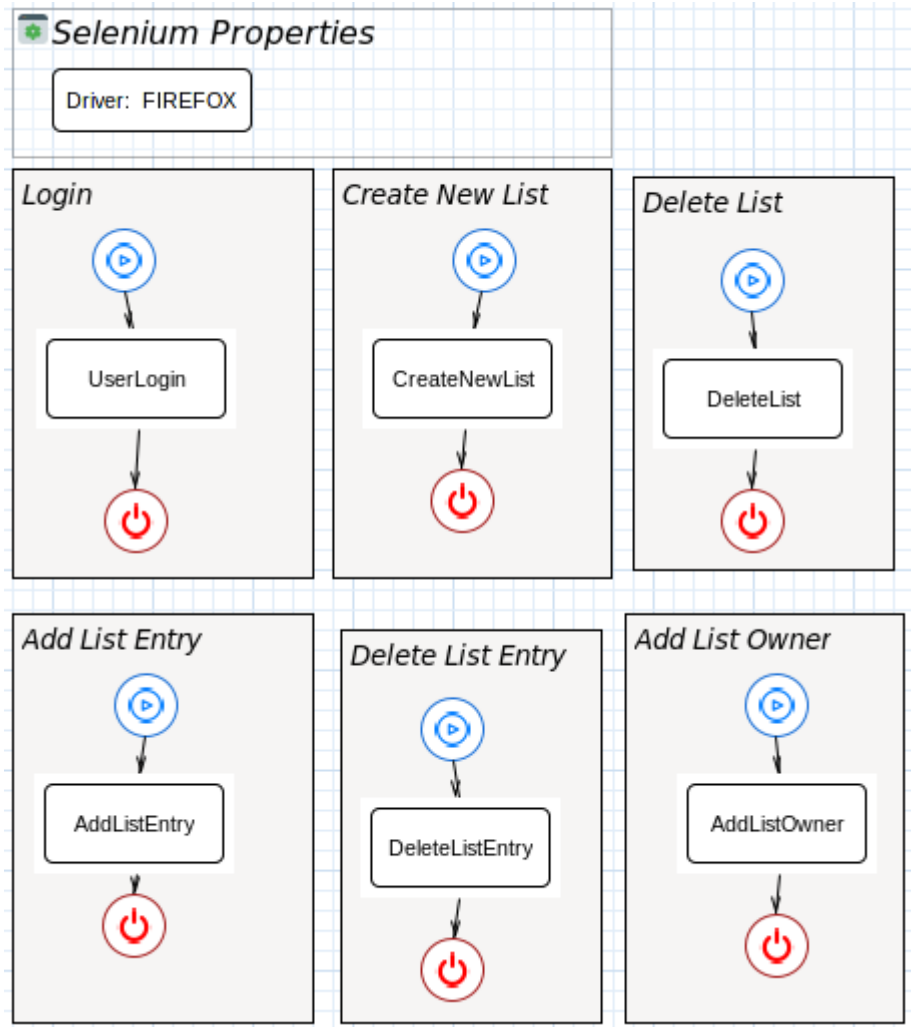 Selenium Properties
Driver: FIREFOX
Login
UserLogin
Create New List
CreateNewList
Delete List
DeleteList
Add List Entry
AddListEntry
Delete List Entry
DeleteListEntry
Add List Owner
AddListOwner